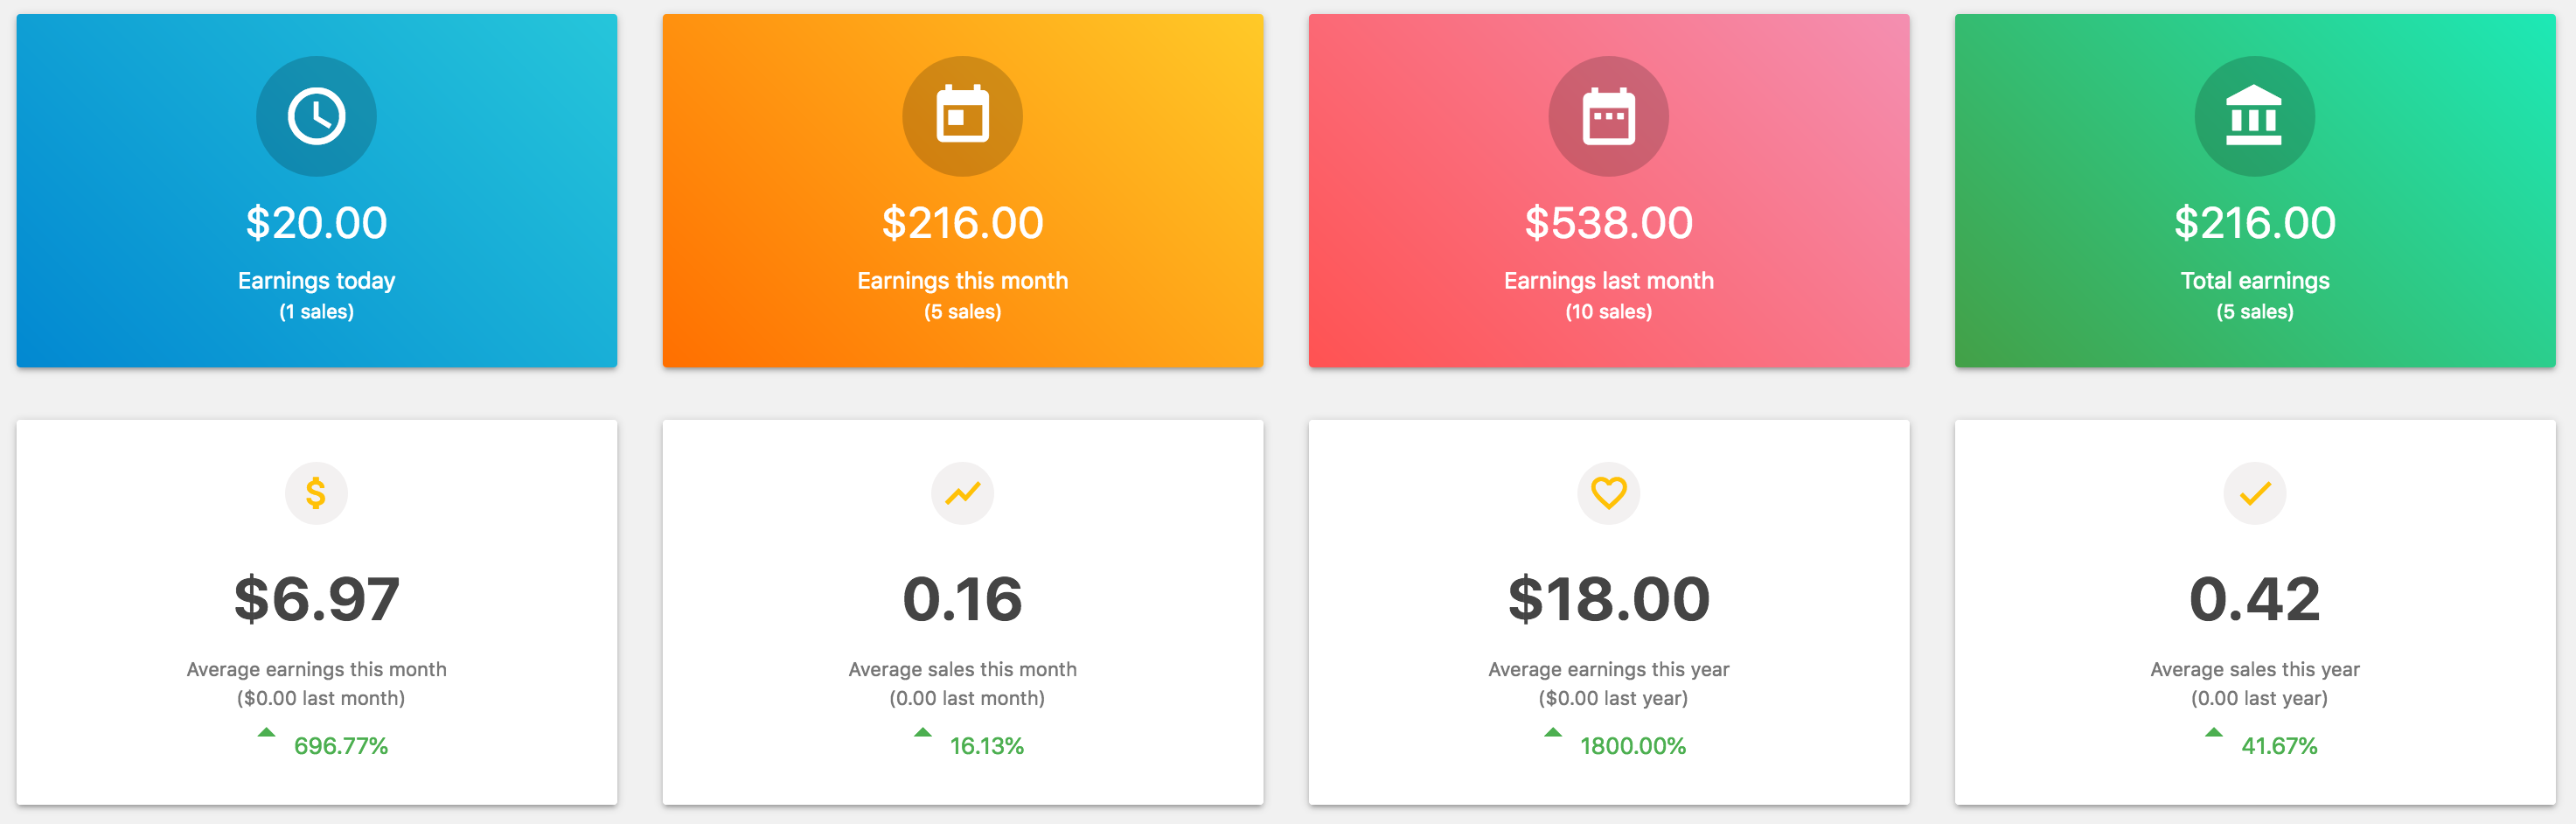 $20.00
Earnings today
(1 sales)
$216.00
Earnings this month
(5 sales)
$538.00
Earnings last month
(10 sales)
$216.00
Total earnings
(5 sales)
$6.97
Average earnings this month
($0.00 last month)
696.77%
0.16
Average sales this month
(0.00 last month)
16.13%
$18.00
Average earnings this year
($0.00 last year)
1800.00%
0.42
Average sales this year
(0.00 last year)
41.67%